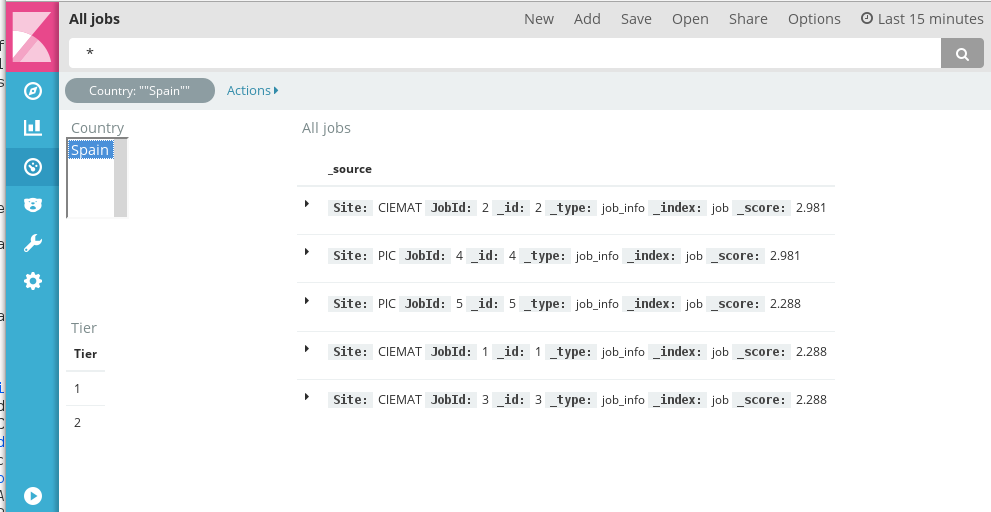 All jobs New Add Save Open Share Options Last 15 minutes
*
Country: ""Spain"" Actions
Country
Spain
All jobs
_source
Site: CIEMAT JobId: 2 _id: 2 _type: job_info _index: job _score: 2.981
Site: PIC JobId: 4 _id: 4 _type: job_info _index: job _score: 2.981
Site: PIC JobId: 5 _id: 5 _type: job_info _index: job _score: 2.288
Site: CIEMAT JobId: 1 _id: 1 _type: job_info _index: job _score: 2.288
Site: CIEMAT JobId: 3 _id: 3 _type: job_info _index: job _score: 2.288
Tier
Tier
1
2